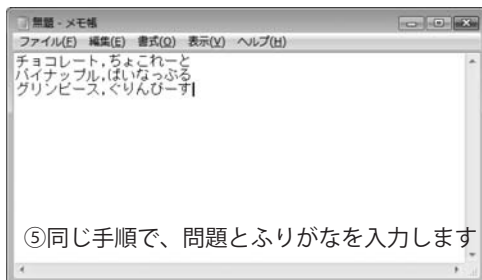 無題 - メモ帳
ファイル(F) 編集(E) 書式(O) 表示(V) ヘルプ(H)
チョコレート,ちょこれーと
パイナップル,ぱいなっぷる
グリンピース,ぐりんぴーす
⑤同じ手順で、問題とふりがなを入力します